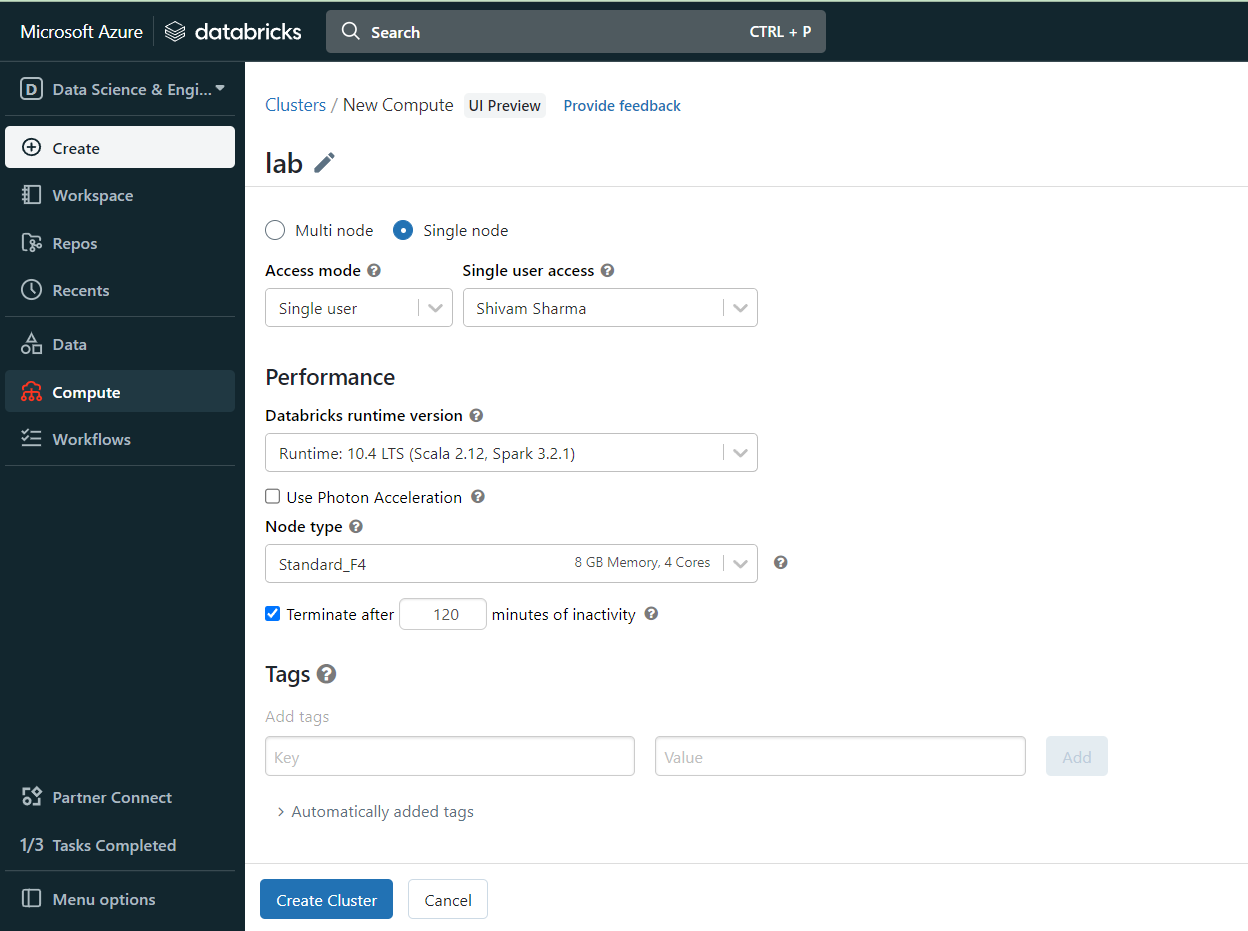 Microsoft Azure databricks Search CTRL + P
D Data Science & Engi...
Create
Workspace
Repos
Recents
Data
Compute
Workflows
Partner Connect
1/3 Tasks Completed
Menu options
Clusters / New Compute UI Preview Provide feedback
lab
Multi node Single node
Access mode ? Single user access ?
Single user Shivam Sharma
Performance
Databricks runtime version ?
Runtime: 10.4 LTS (Scala 2.12, Spark 3.2.1)
Use Photon Acceleration ?
Node type ?
Standard_F4 8 GB Memory, 4 Cores ?
Terminate after 120 minutes of inactivity ?
Tags ?
Add tags
Key Value Add
Automatically added tags
Create Cluster Cancel